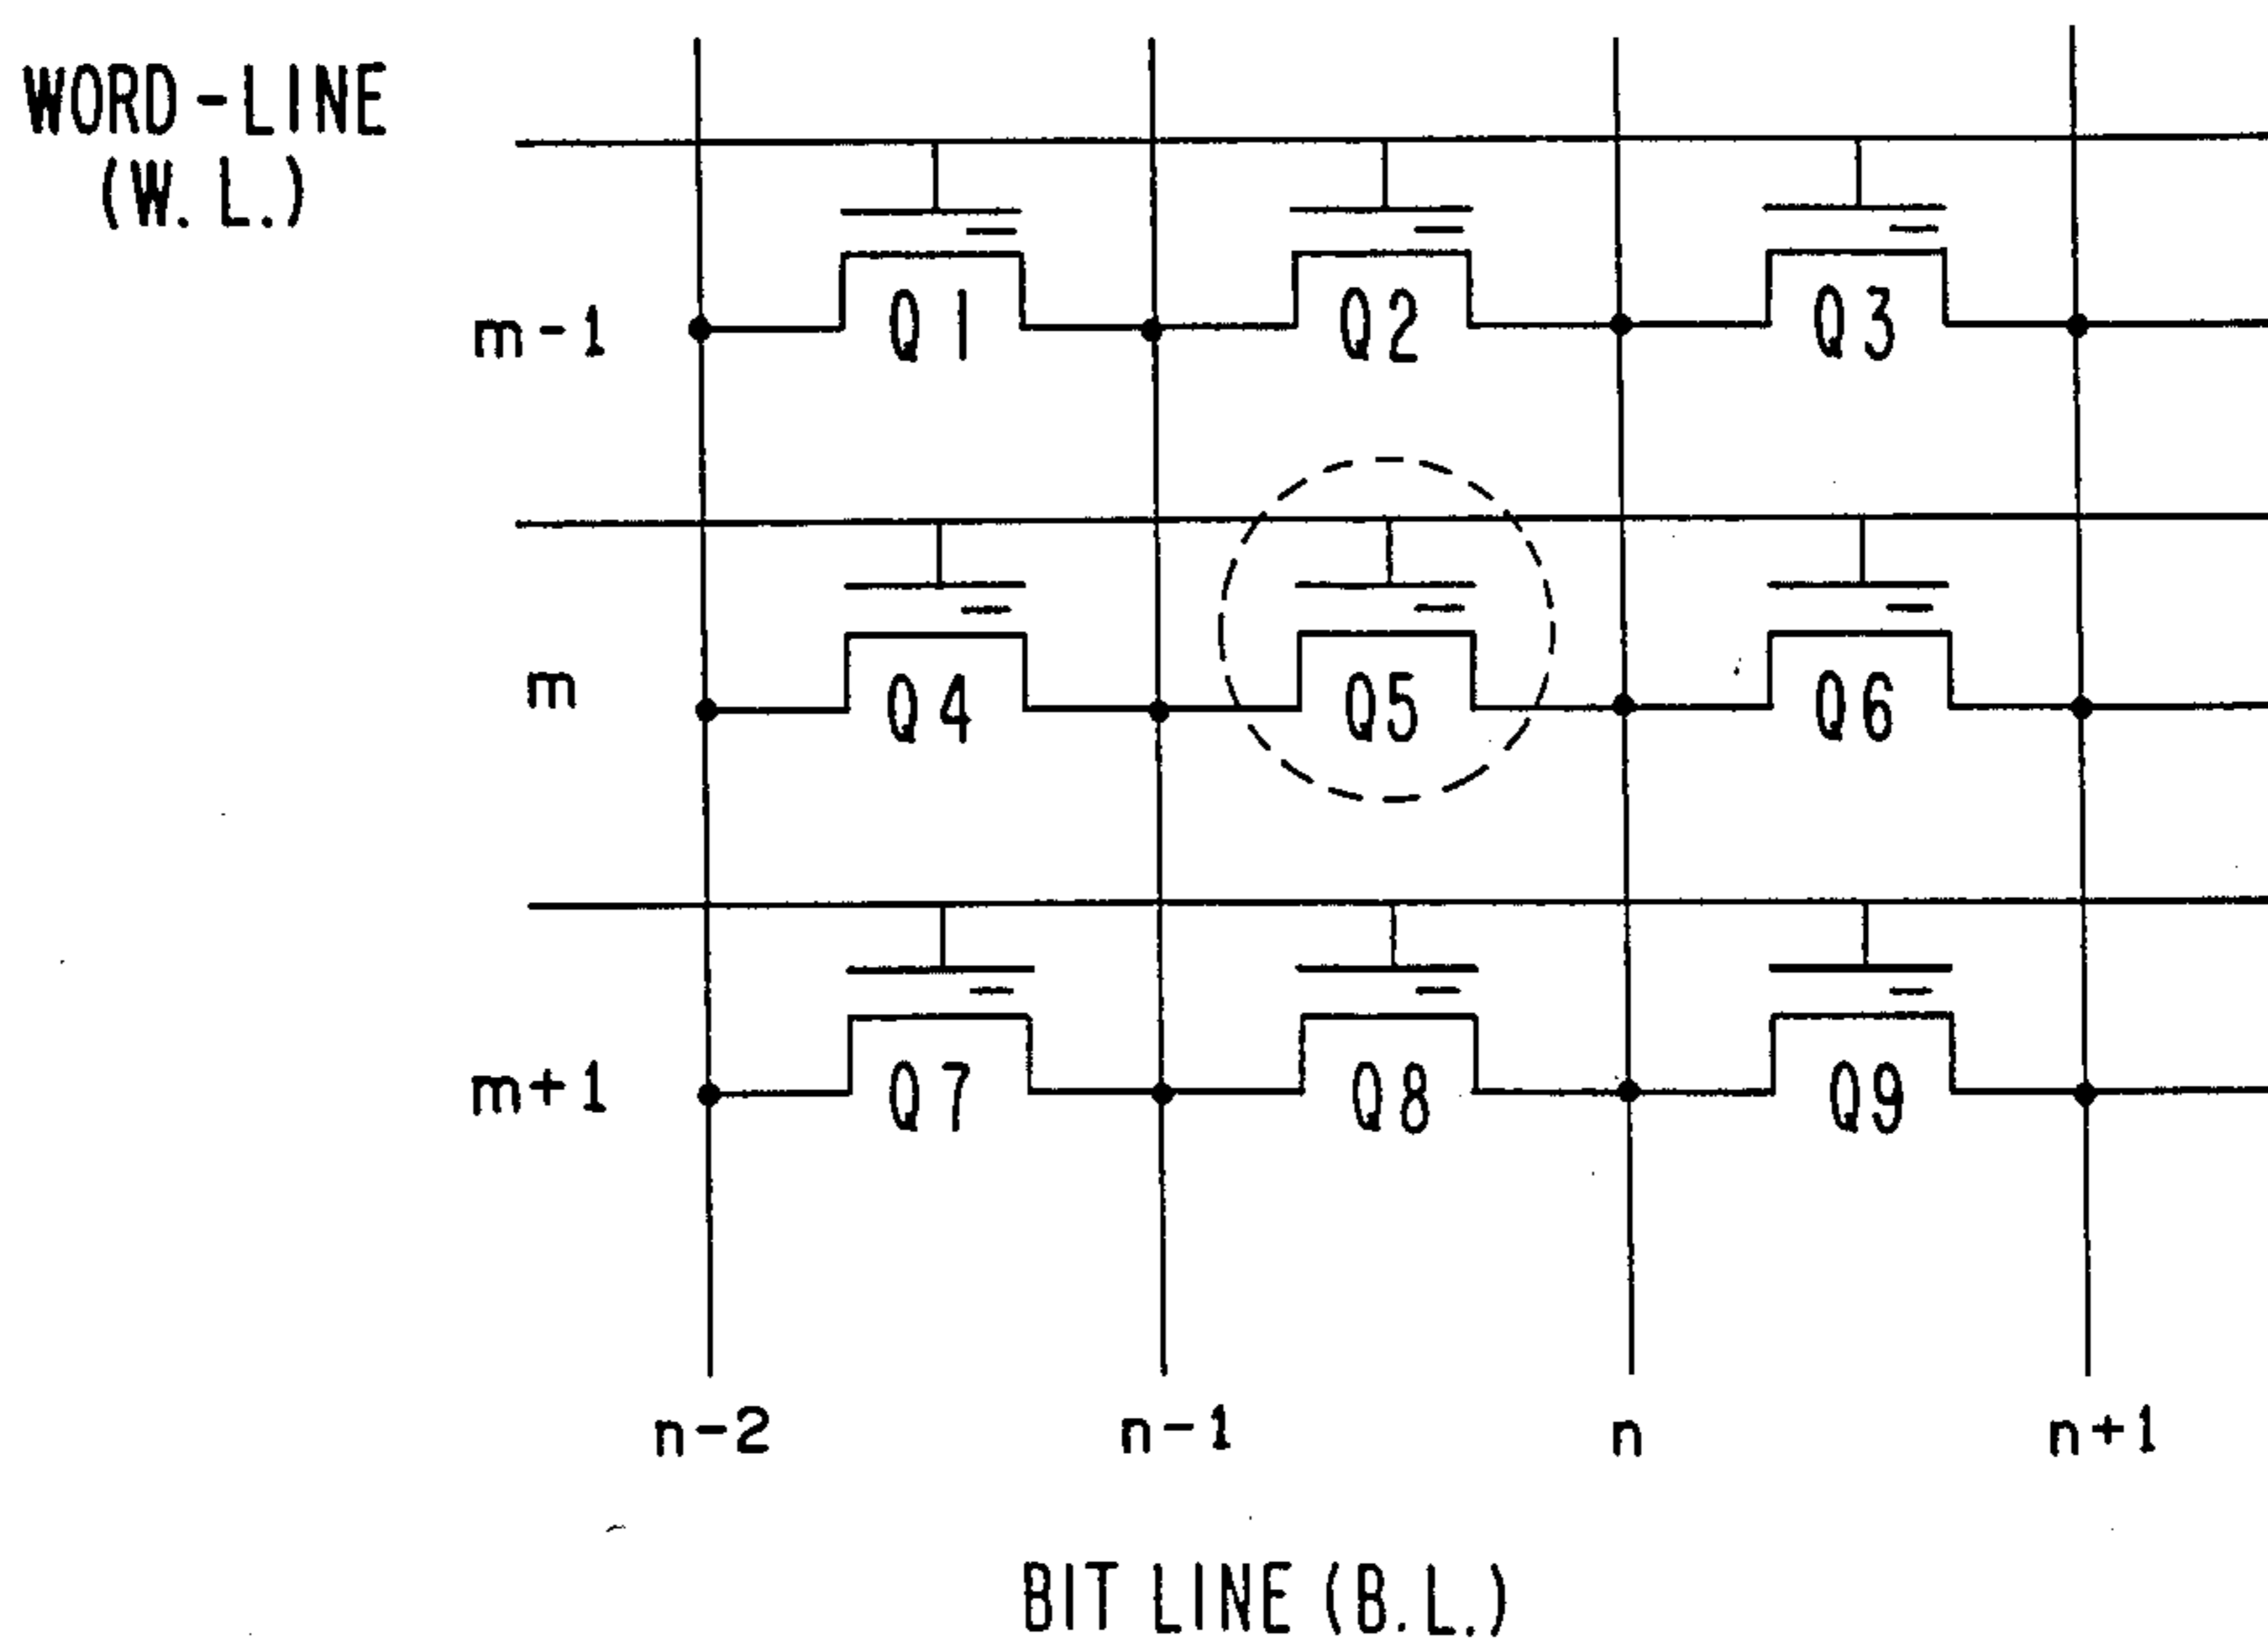 WORD-LINE
(W.L.)
m-1
Q1
Q2
Q3
m
Q4
Q5
Q6
m+1
Q7
Q8
Q9
n-2
n-1
n
n+1
BIT LINE (B.L.)